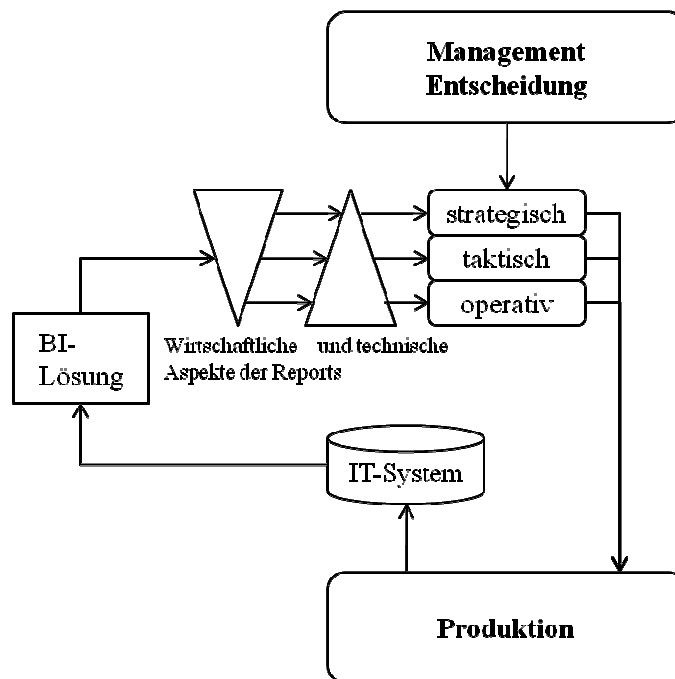 Management
Entscheidung
strategisch
taktisch
operativ
BI-
Lösung
Wirtschaftliche und technische
Aspekte der Reports
IT-System
Produktion